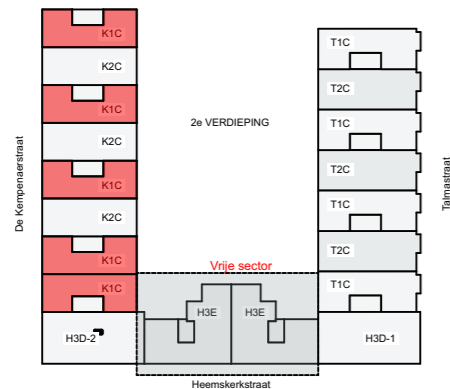 K1C
K2C
K1C
K2C
K1C
K2C
K1C
K1C
H3D-2
De Kempenaerstraat
2e VERDIEPING
Vrije sector
H3E
H3E
Heemskerkstraat
T1C
T2C
T1C
T2C
T1C
T2C
T1C
H3D-1
Talmastraat